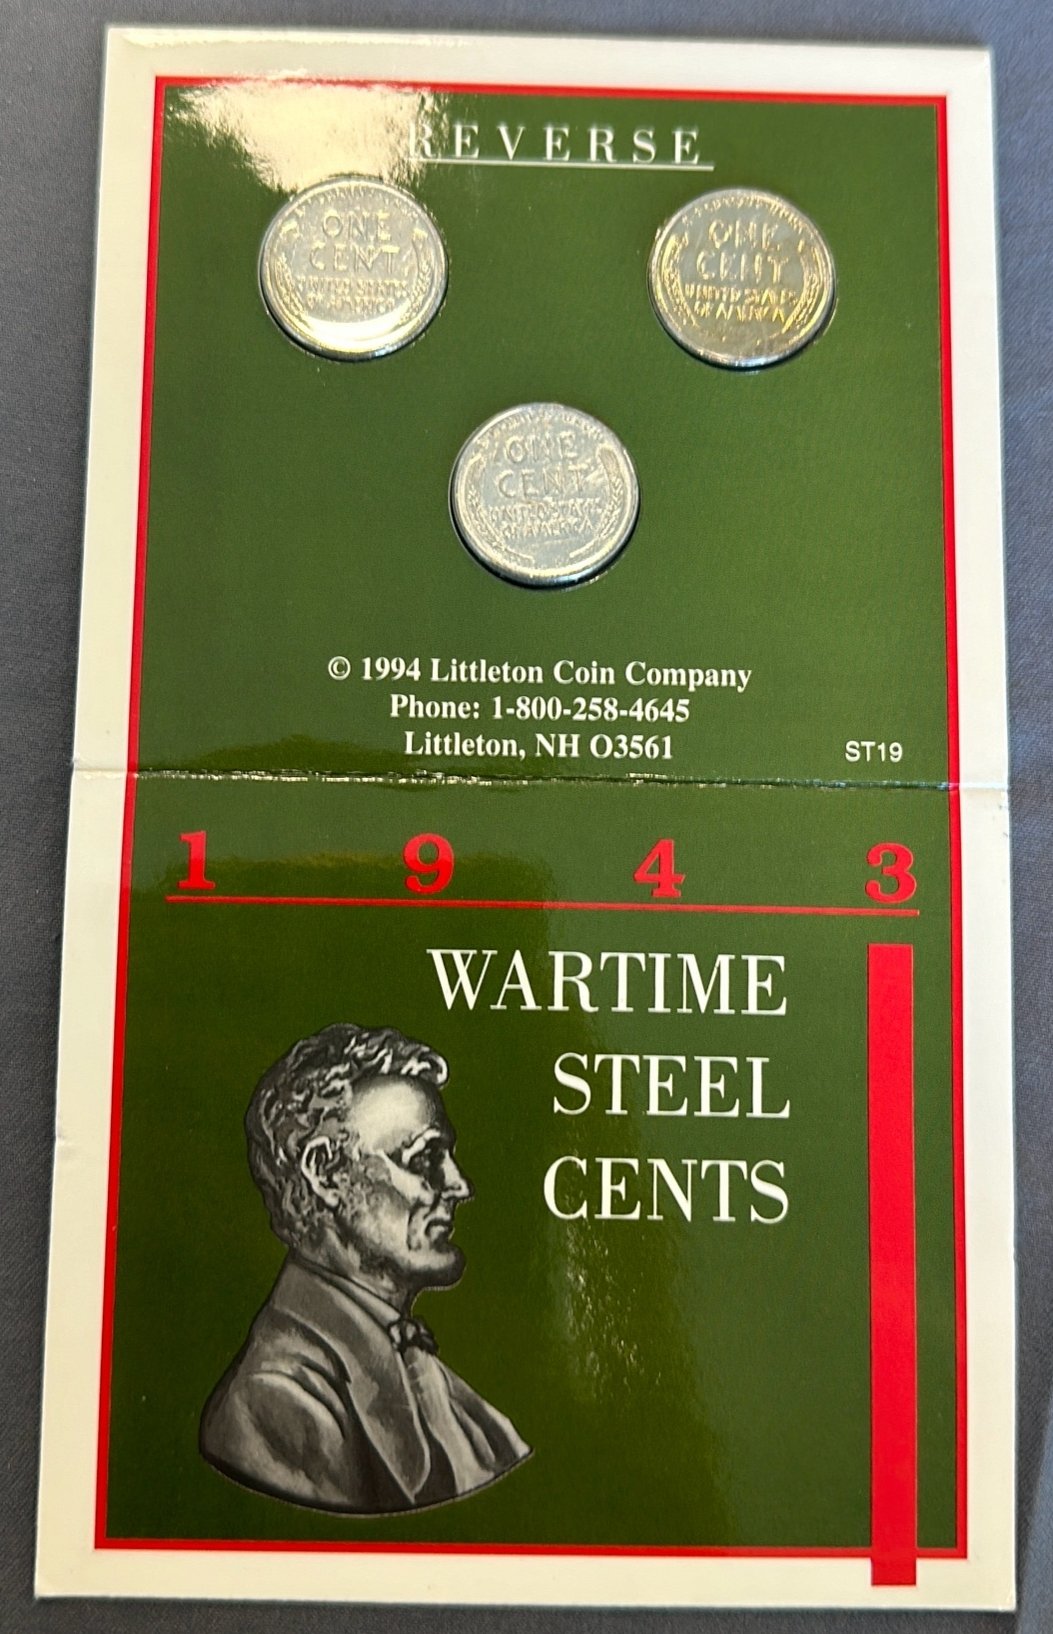 REVERSE
ONE
CENT
UNITED STATES
OF AMERICA
ONE
CENT
UNITED STATES
OF AMERICA
ONE
CENT
UNITED STATES
OF AMERICA
© 1994 Littleton Coin Company
Phone: 1-800-258-4645
Littleton, NH O3561
ST19
1 9 4 3
WARTIME
STEEL
CENTS